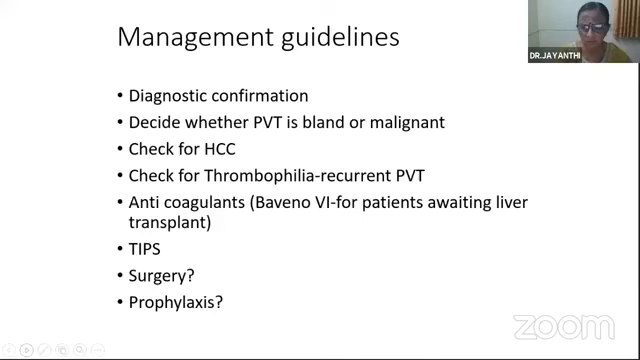 Management guidelines
DR.JAYANTHI
• Diagnostic confirmation
• Decide whether PVT is bland or malignant
• Check for HCC
• Check for Thrombophilia-recurrent PVT
• Anti coagulants (Baveno VI-for patients awaiting liver
transplant)
• TIPS
• Surgery?
• Prophylaxis?
zoom